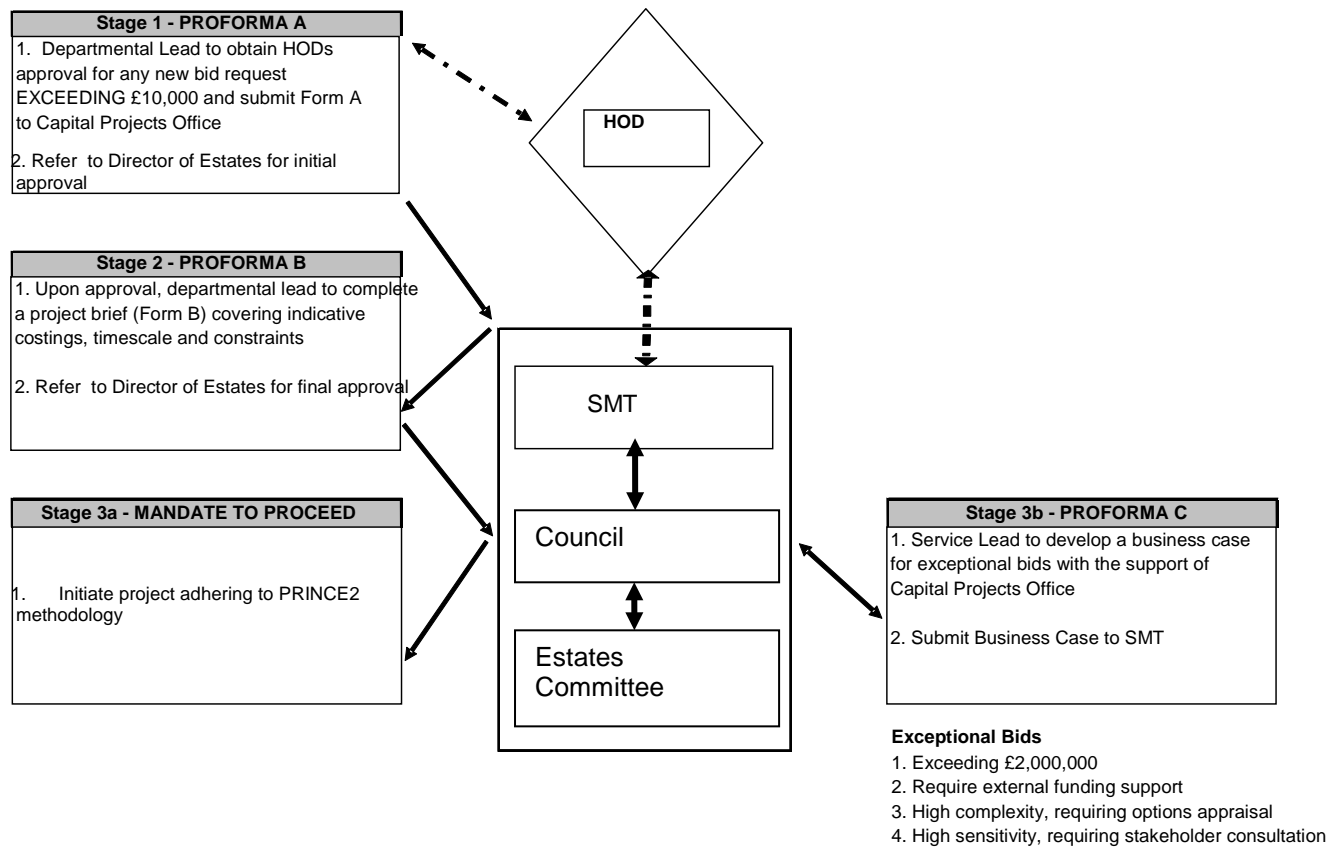 Stage 1 - PROFORMA A
1. Departmental Lead to obtain HODs
approval for any new bid request
EXCEEDING £10,000 and submit Form A
to Capital Projects Office
2. Refer to Director of Estates for initial
approval
HOD
Stage 2 - PROFORMA B
1. Upon approval, departmental lead to complete
a project brief (Form B) covering indicative
costings, timescale and constraints
2. Refer to Director of Estates for final approval
SMT
Council
Estates
Committee
Stage 3a - MANDATE TO PROCEED
1. Initiate project adhering to PRINCE2
methodology
Stage 3b - PROFORMA C
1. Service Lead to develop a business case
for exceptional bids with the support of
Capital Projects Office
2. Submit Business Case to SMT
Exceptional Bids
1. Exceeding £2,000,000
2. Require external funding support
3. High complexity, requiring options appraisal
4. High sensitivity, requiring stakeholder consultation